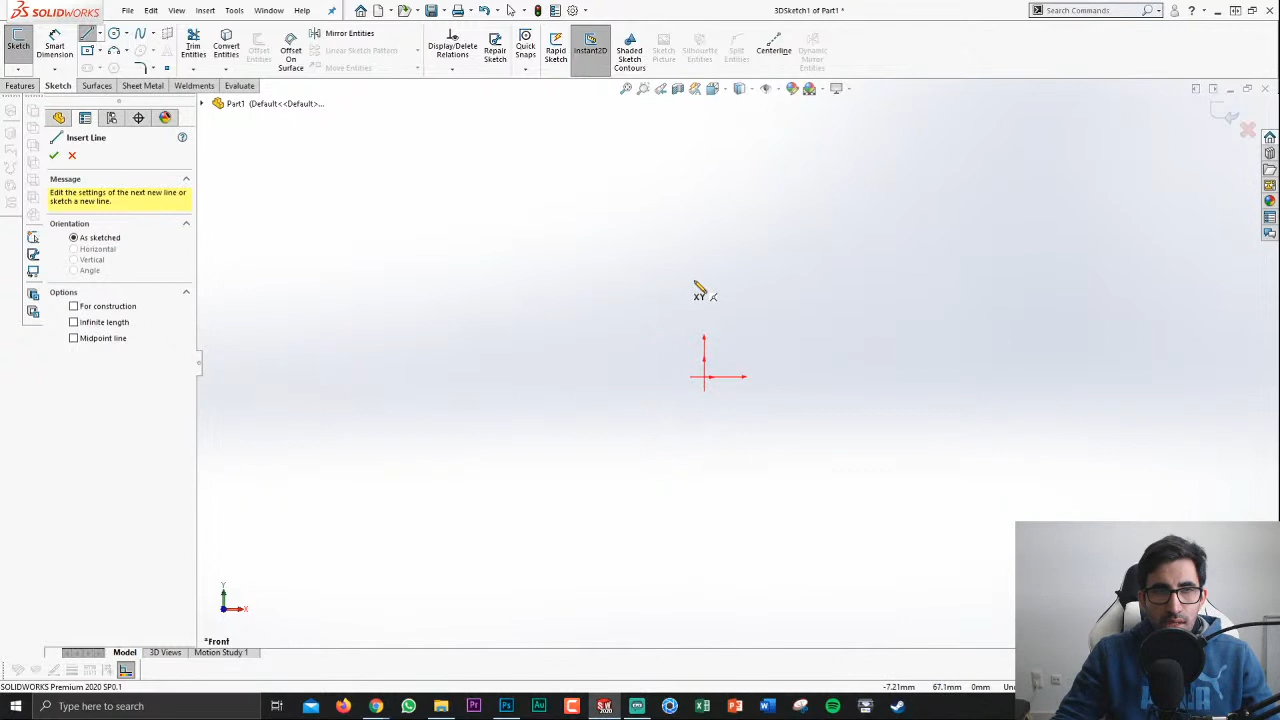 SOLIDWORKS
File Edit View Insert Tools Window Help
3DSketch1 of Part1 *
Search Commands
Sketch
Smart Dimension
Trim Entities
Convert Entities
Offset Entities
Offset On Surface
Mirror Entities
Linear Sketch Pattern
Move Entities
Display/Delete Relations
Repair Sketch
Quick Snaps
Rapid Sketch
Instant2D
Shaded Sketch Contours
Sketch Picture
Silhouette Entities
Split Entities
Centerline
Dynamic Mirror Entities
Features Sketch Surfaces Sheet Metal Weldments Evaluate
Part1 (Default<<Default>...
Insert Line
Message
Edit the settings of the next new line or
sketch a new line.
Orientation
As sketched
Horizontal
Vertical
Angle
Options
For construction
Infinite length
Midpoint line
XY
Y
X
*Front
Model 3D Views Motion Study 1
SOLIDWORKS Premium 2020 SP0.1
-7.21mm 67.1mm 0mm
Type here to search